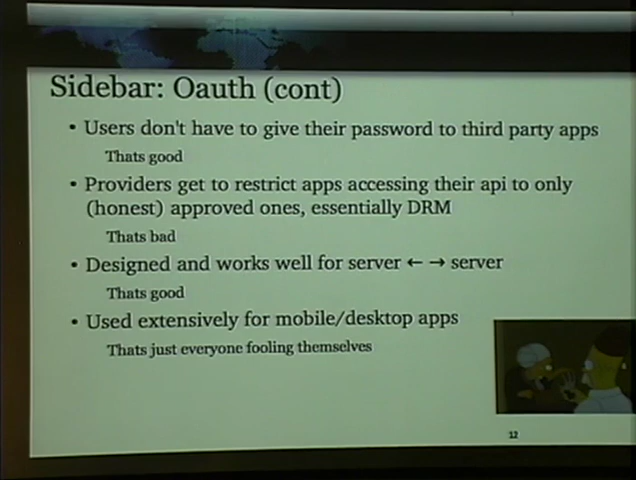 Sidebar: Oauth (cont)
• Users don't have to give their password to third party apps
Thats good
• Providers get to restrict apps accessing their api to only
(honest) approved ones, essentially DRM
Thats bad
• Designed and works well for server ← → server
Thats good
• Used extensively for mobile/desktop apps
Thats just everyone fooling themselves
12